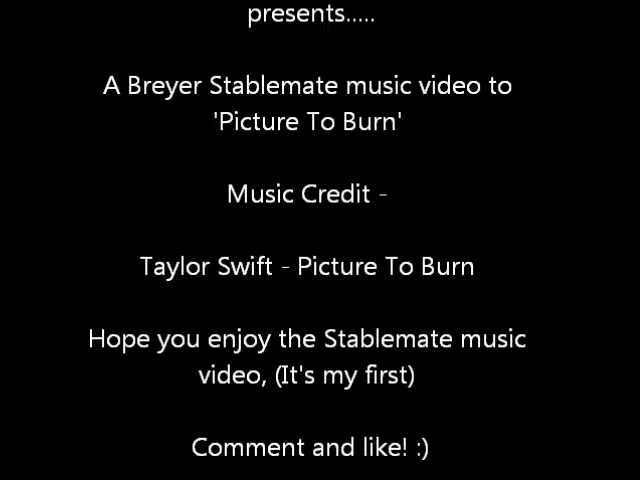 presents.....
A Breyer Stablemate music video to
'Picture To Burn'
Music Credit -
Taylor Swift - Picture To Burn
Hope you enjoy the Stablemate music
video, (It's my first)
Comment and like! :)